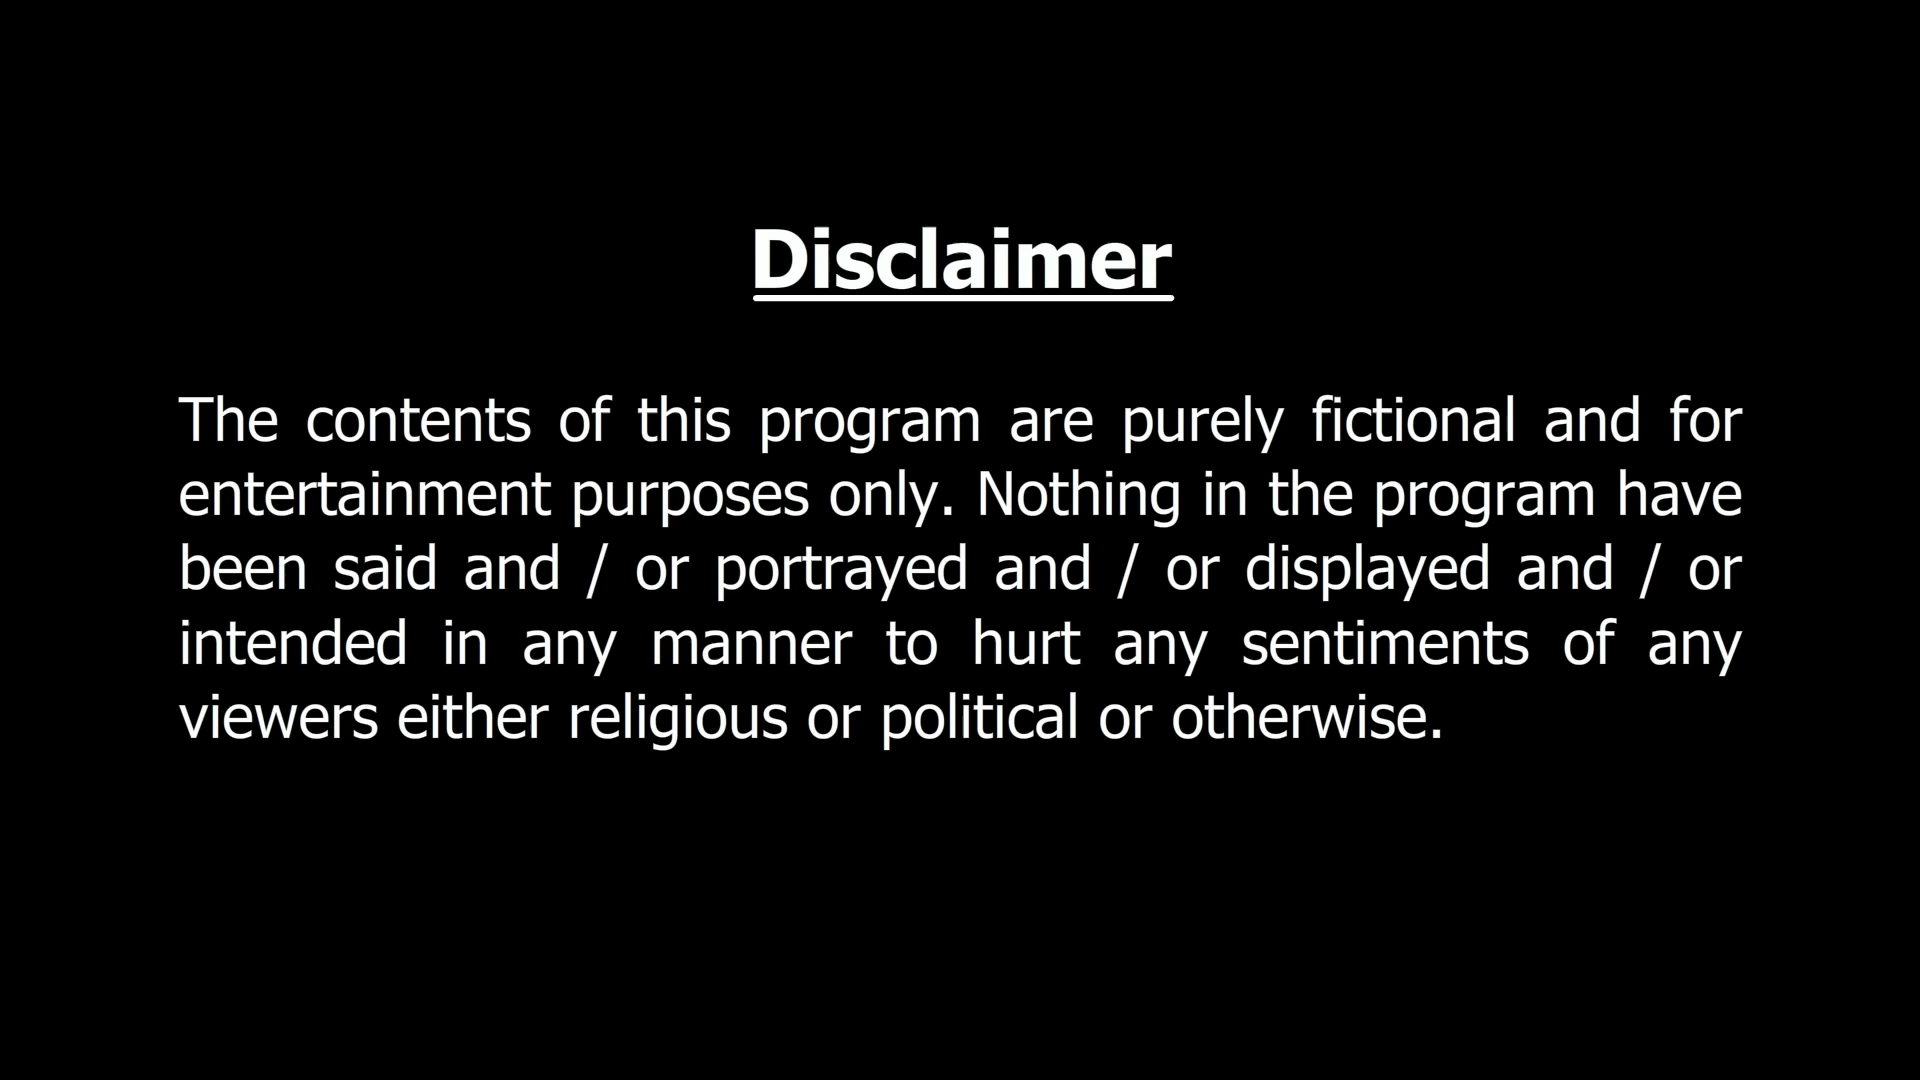 Disclaimer
The contents of this program are purely fictional and for
entertainment purposes only. Nothing in the program have
been said and / or portrayed and / or displayed and / or
intended in any manner to hurt any sentiments of any
viewers either religious or political or otherwise.